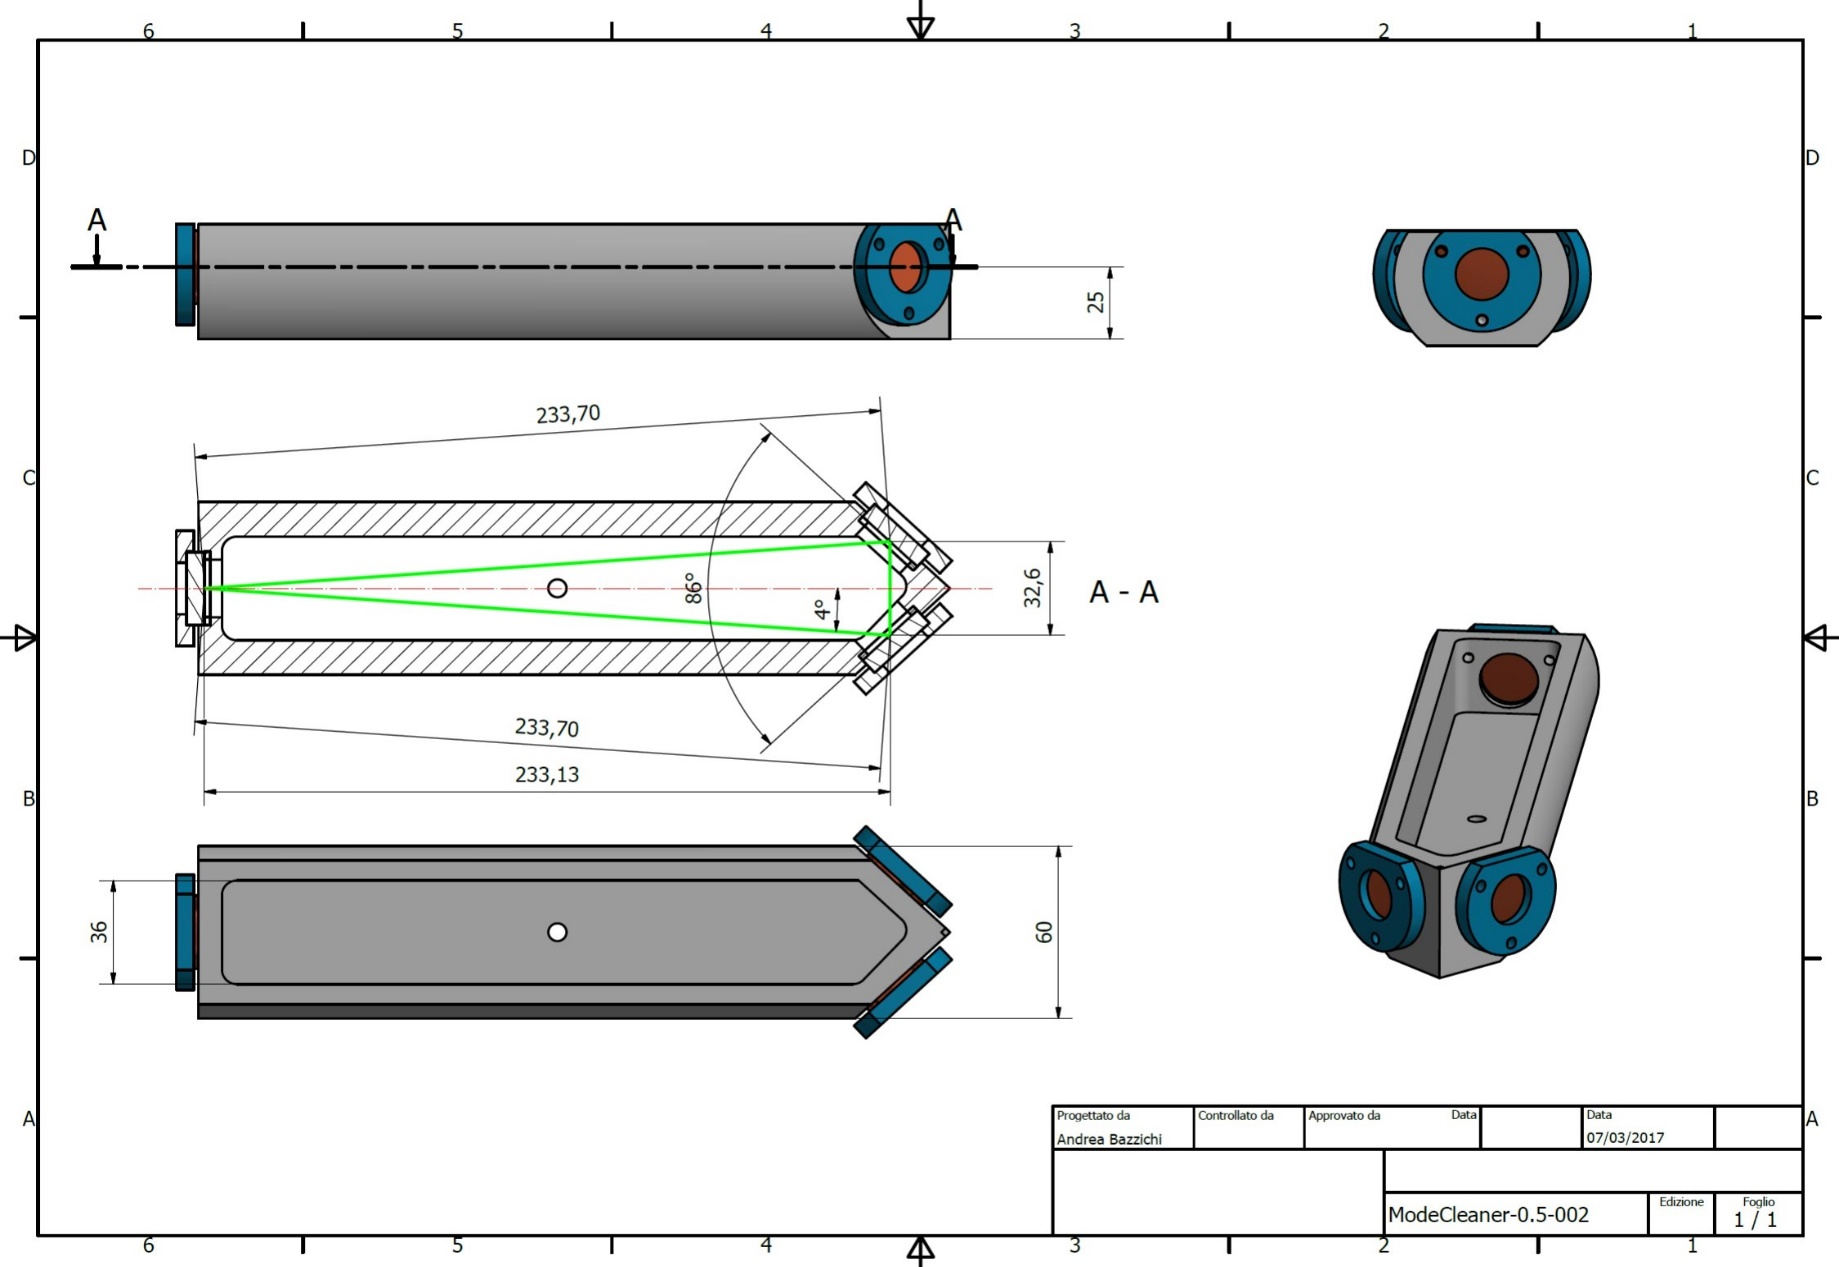 6 5 4 3 2 1
D D
A A
25
C C
233,70
86°
4°
32,6
A - A
233,70
233,13
B B
36
60
A A
Progettato da Controllato da Approvato da Data Data
Andrea Bazzichi 07/03/2017
Edizione Foglio
ModeCleaner-0.5-002 1 / 1
6 5 4 3 2 1